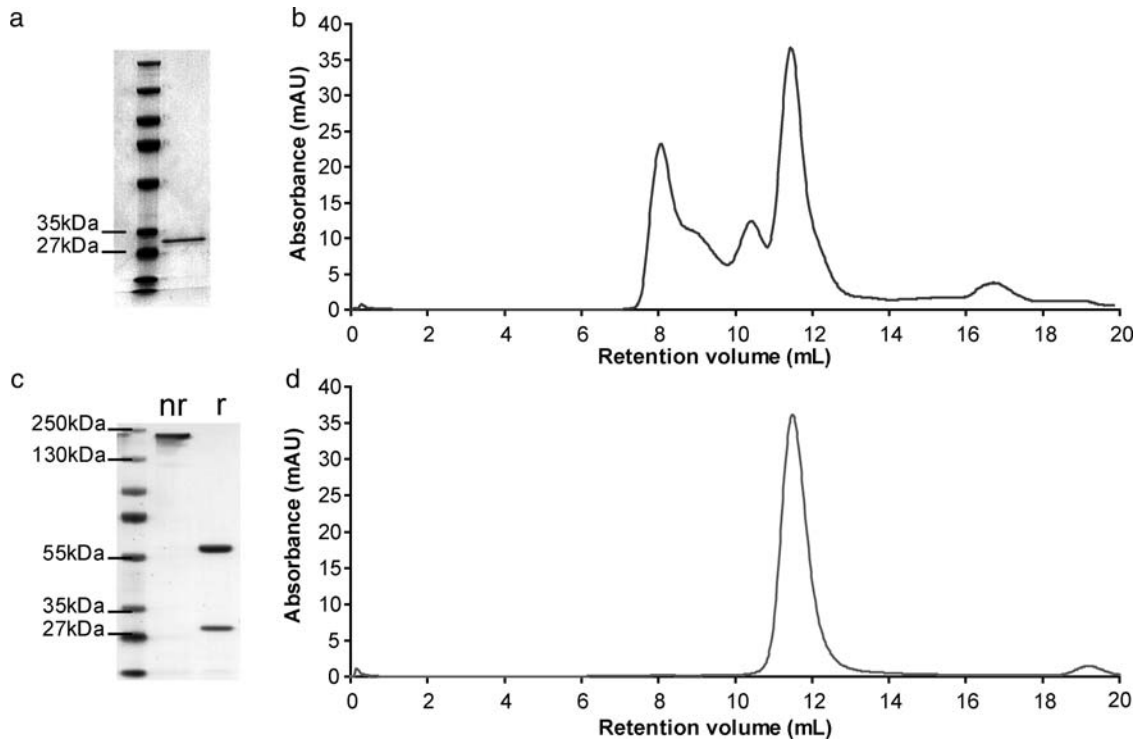 a
35kDa
27kDa
b
Absorbance (mAU)
40
35
30
25
20
15
10
5
0
0 2 4 6 8 10 12 14 16 18 20
Retention volume (mL)
c
nr r
250kDa
130kDa
55kDa
35kDa
27kDa
d
Absorbance (mAU)
40
35
30
25
20
15
10
5
0
0 2 4 6 8 10 12 14 16 18 20
Retention volume (mL)